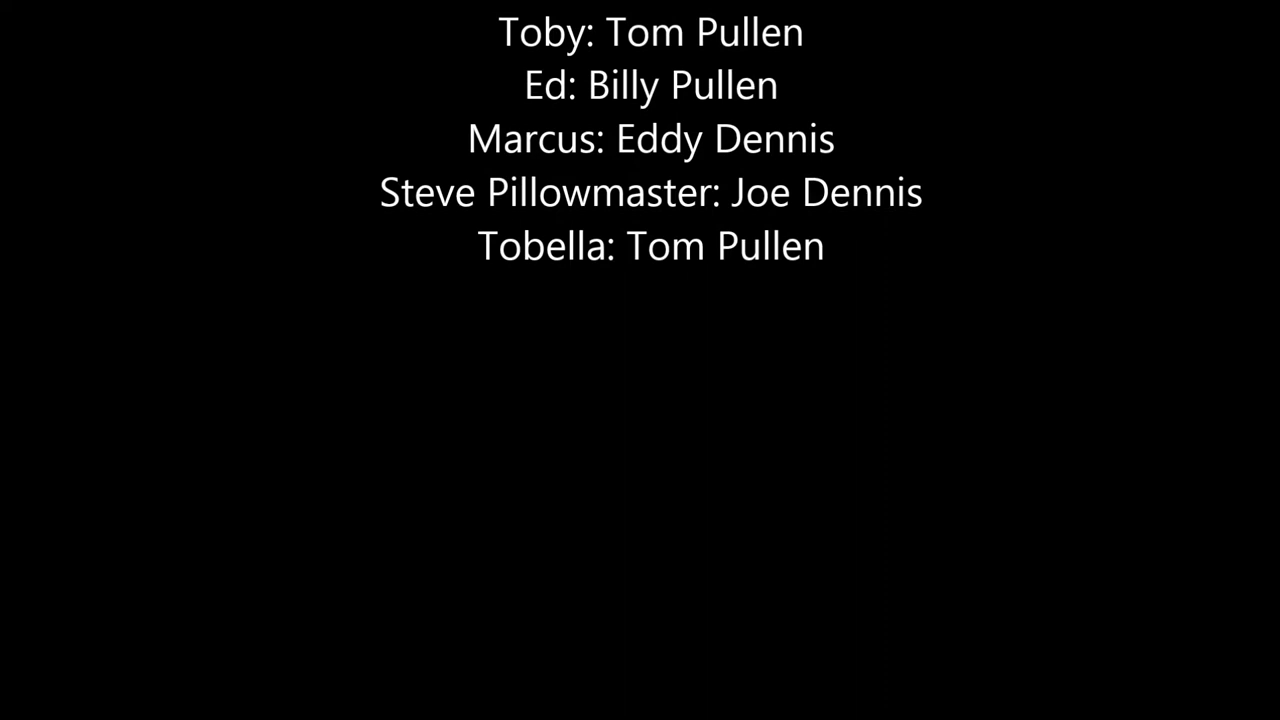 Toby: Tom Pullen
Ed: Billy Pullen
Marcus: Eddy Dennis
Steve Pillowmaster: Joe Dennis
Tobella: Tom Pullen